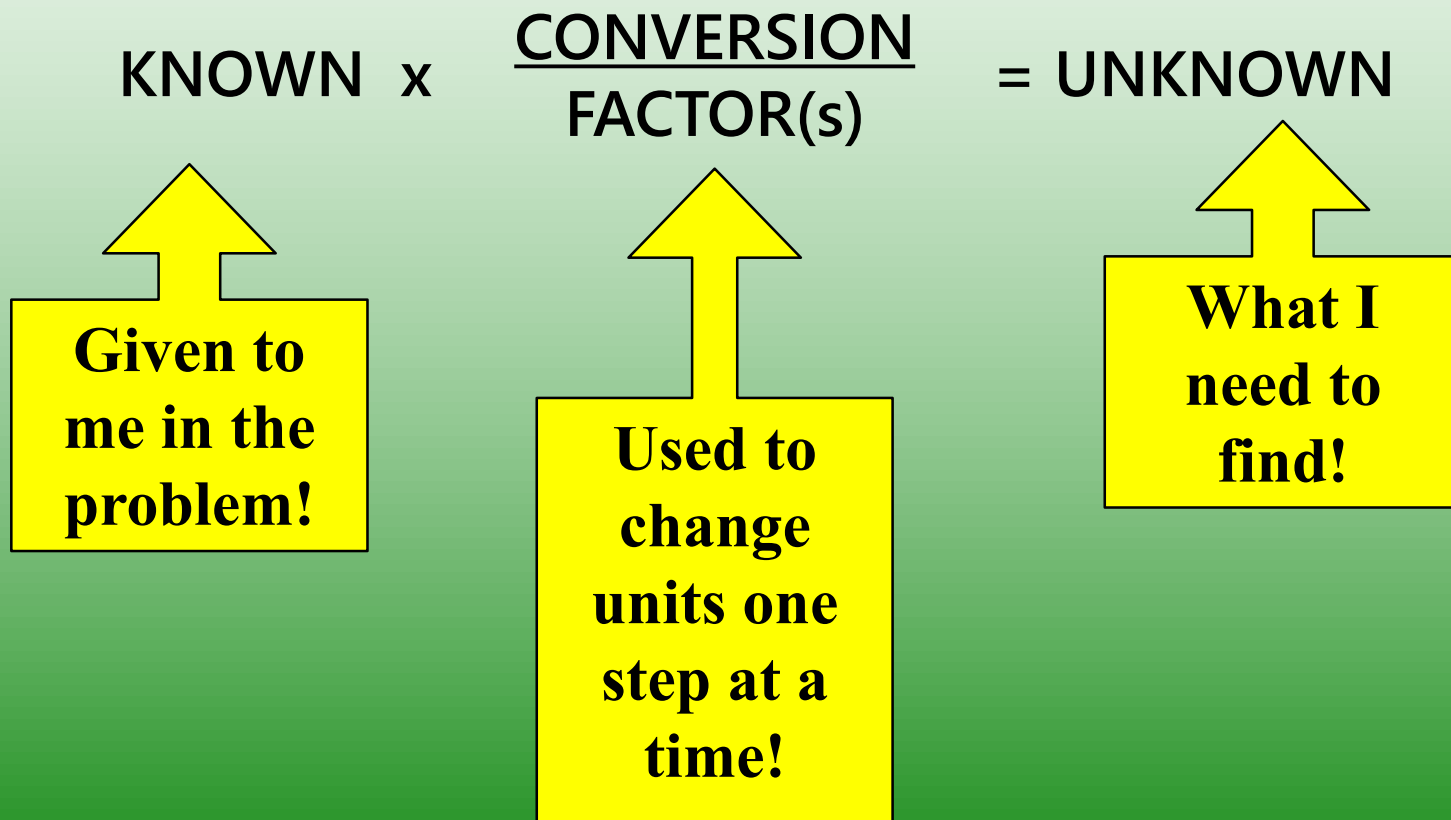 KNOWN x CONVERSION = UNKNOWN
FACTOR(s)
Given to
me in the
problem!
Used to
change
units one
step at a
time!
What I
need to
find!